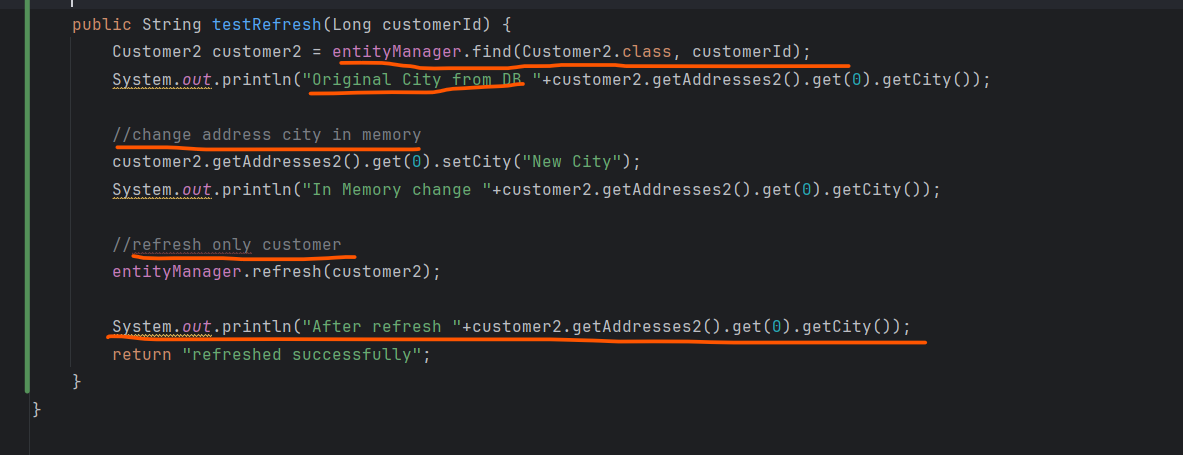 public String testRefresh(Long customerId) {
Customer2 customer2 = entityManager.find(Customer2.class, customerId);
System.out.println("Original City from DB "+customer2.getAddresses2().get(0).getCity());
//change address city in memory
customer2.getAddresses2().get(0).setCity("New City");
System.out.println("In Memory change "+customer2.getAddresses2().get(0).getCity());
//refresh only customer
entityManager.refresh(customer2);
System.out.println("After refresh "+customer2.getAddresses2().get(0).getCity());
return "refreshed successfully";
}
}